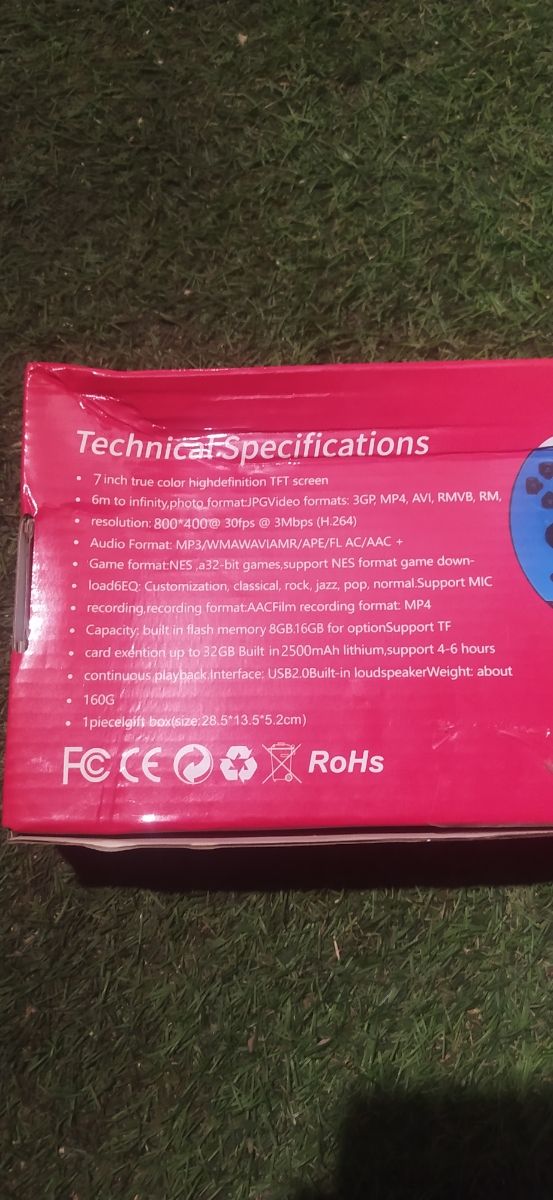 Technical Specifications
• 7 inch true color highdefinition TFT screen
• 6m to infinity,photo format:JPGVideo formats: 3GP, MP4, AVI, RMVB, RM,
• resolution: 800*400@ 30fps @ 3Mbps (H.264)
• Audio Format: MP3/WMAWAVIAMR/APE/FL AC/AAC +
• Game format:NES ,a32-bit games,support NES format game down-
• load6EQ: Customization, classical, rock, jazz, pop, normal.Support MIC
• recording,recording format:AACFilm recording format: MP4
• Capacity: built in flash memory 8GB.16GB for optionSupport TF
• card exention up to 32GB Built in 2500mAh lithium,support 4-6 hours
• continuous playback.Interface: USB2.0Built-in loudspeakerWeight: about
• 160G
• 1piecelgift box(size:28.5*13.5*5.2cm)
FC CE RoHs